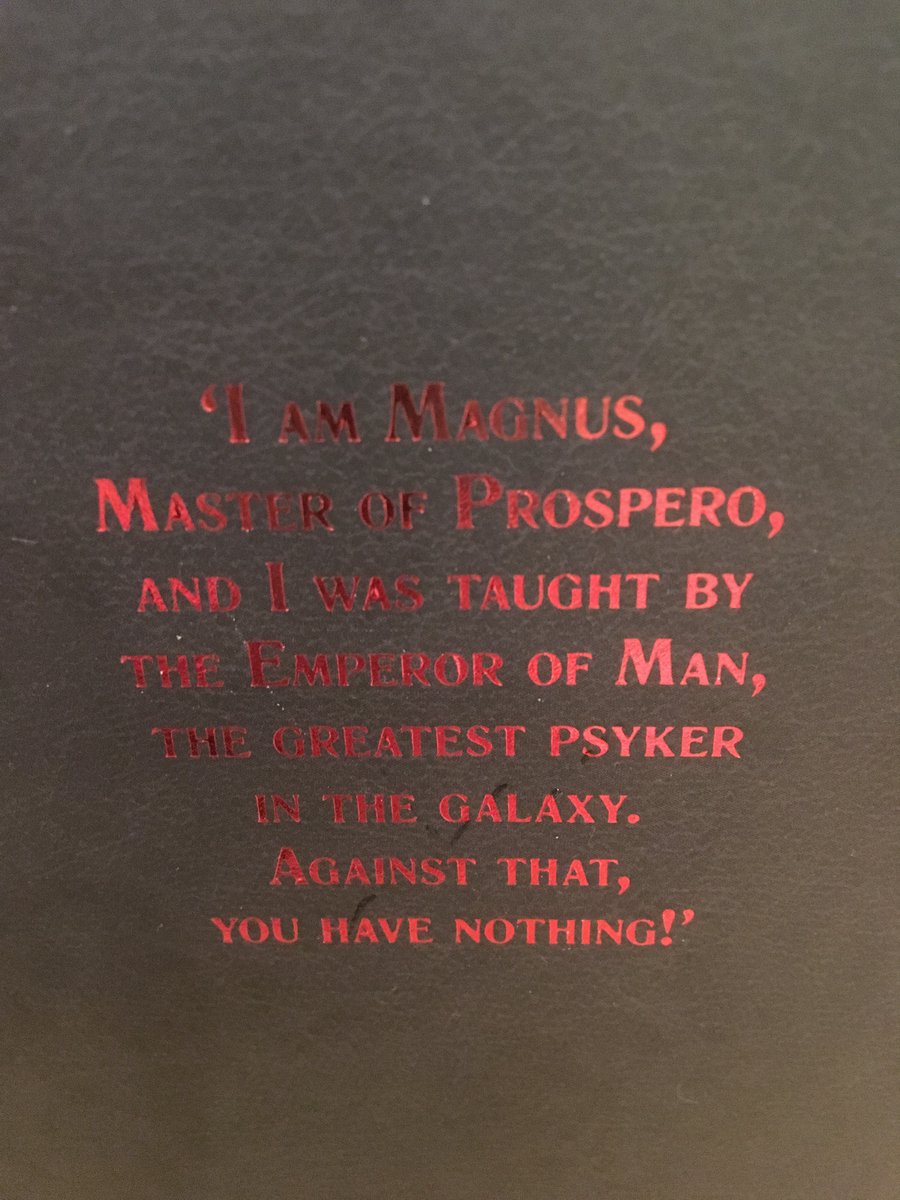 ‘I am Magnus,
Master of Prospero,
and I was taught by
the Emperor of Man,
the greatest psyker
in the galaxy.
Against that,
you have nothing!’